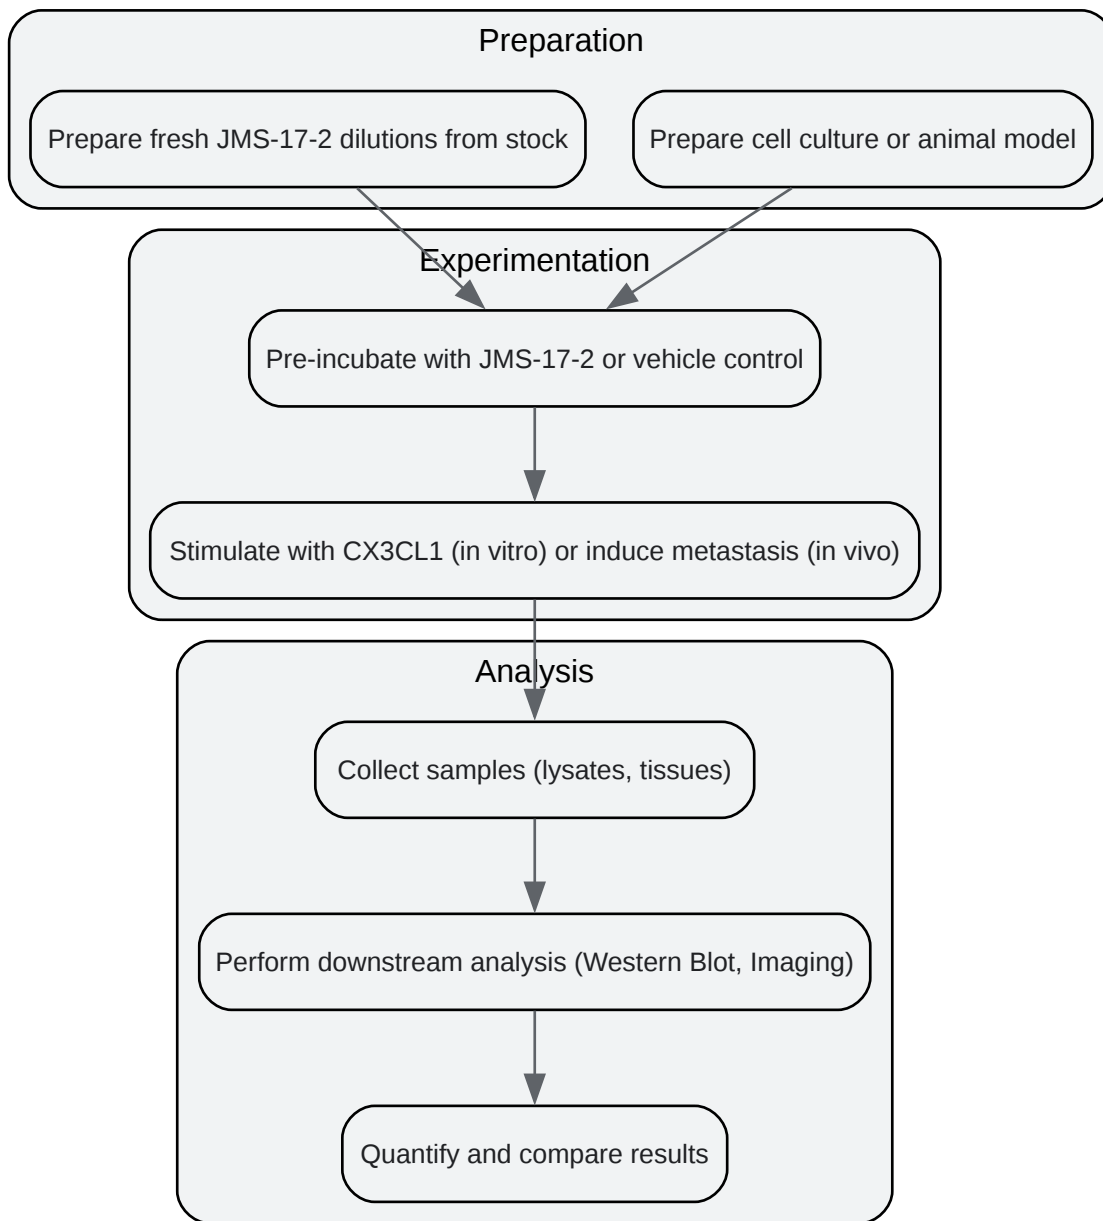 Preparation
Prepare fresh JMS-17-2 dilutions from stock
Prepare cell culture or animal model
Experimentation
Pre-incubate with JMS-17-2 or vehicle control
Stimulate with CX3CL1 (in vitro) or induce metastasis (in vivo)
Analysis
Collect samples (lysates, tissues)
Perform downstream analysis (Western Blot, Imaging)
Quantify and compare results